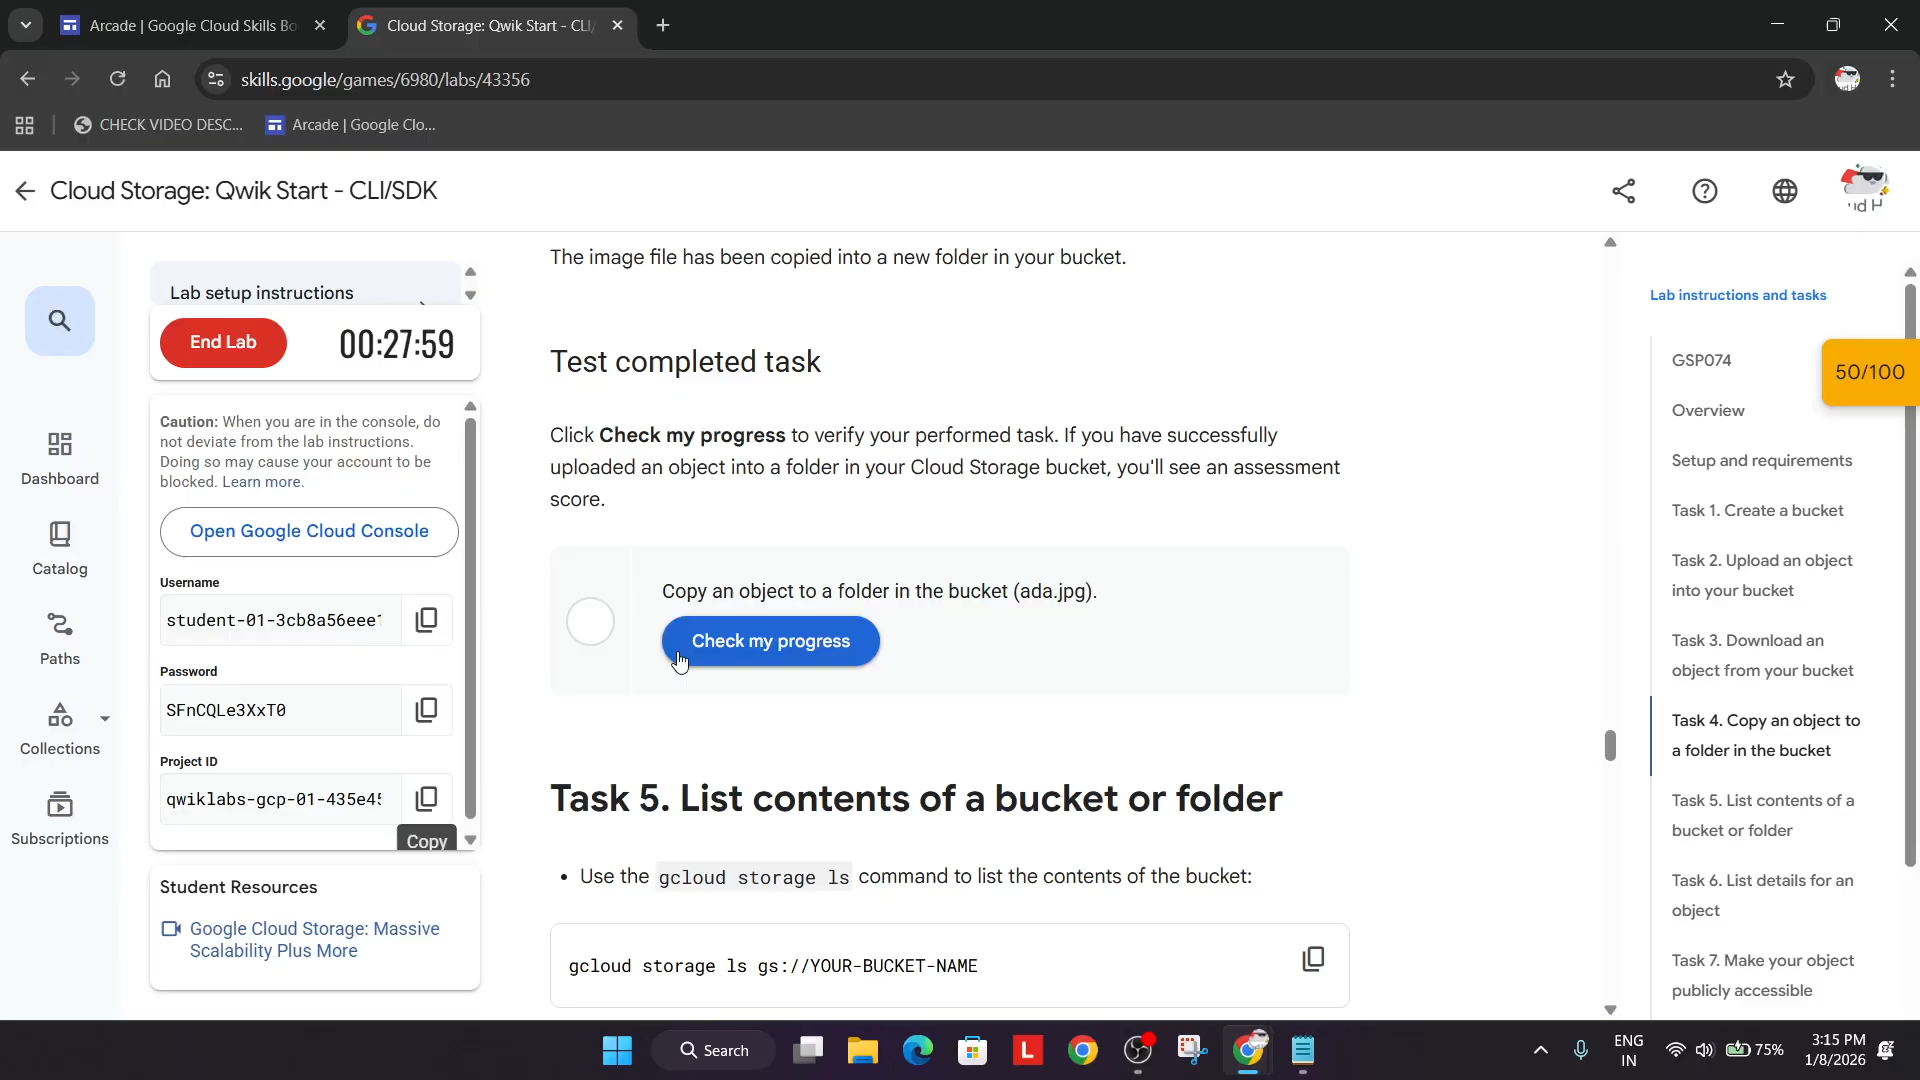 Arcade | Google Cloud Skills Bo
Cloud Storage: Qwik Start - CLI/
skills.google/games/6980/labs/43356
CHECK VIDEO DESC...
Arcade | Google Clo...
Cloud Storage: Qwik Start - CLI/SDK
Dashboard
Catalog
Paths
Collections
Subscriptions
Lab setup instructions
End Lab
00:27:59
Caution: When you are in the console, do
not deviate from the lab instructions.
Doing so may cause your account to be
blocked. Learn more.
Open Google Cloud Console
Username
student-01-3cb8a56eee1
Password
SFnCQLe3XxT0
Project ID
qwiklabs-gcp-01-435e45
Copy
Student Resources
Google Cloud Storage: Massive
Scalability Plus More
The image file has been copied into a new folder in your bucket.
Test completed task
Click Check my progress to verify your performed task. If you have successfully
uploaded an object into a folder in your Cloud Storage bucket, you'll see an assessment
score.
Copy an object to a folder in the bucket (ada.jpg).
Check my progress
Task 5. List contents of a bucket or folder
• Use the gcloud storage ls command to list the contents of the bucket:
gcloud storage ls gs://YOUR-BUCKET-NAME
Lab instructions and tasks
GSP074
50/100
Overview
Setup and requirements
Task 1. Create a bucket
Task 2. Upload an object
into your bucket
Task 3. Download an
object from your bucket
Task 4. Copy an object to
a folder in the bucket
Task 5. List contents of a
bucket or folder
Task 6. List details for an
object
Task 7. Make your object
publicly accessible
Search
L
ENG
IN
75%
3:15 PM
1/8/2026